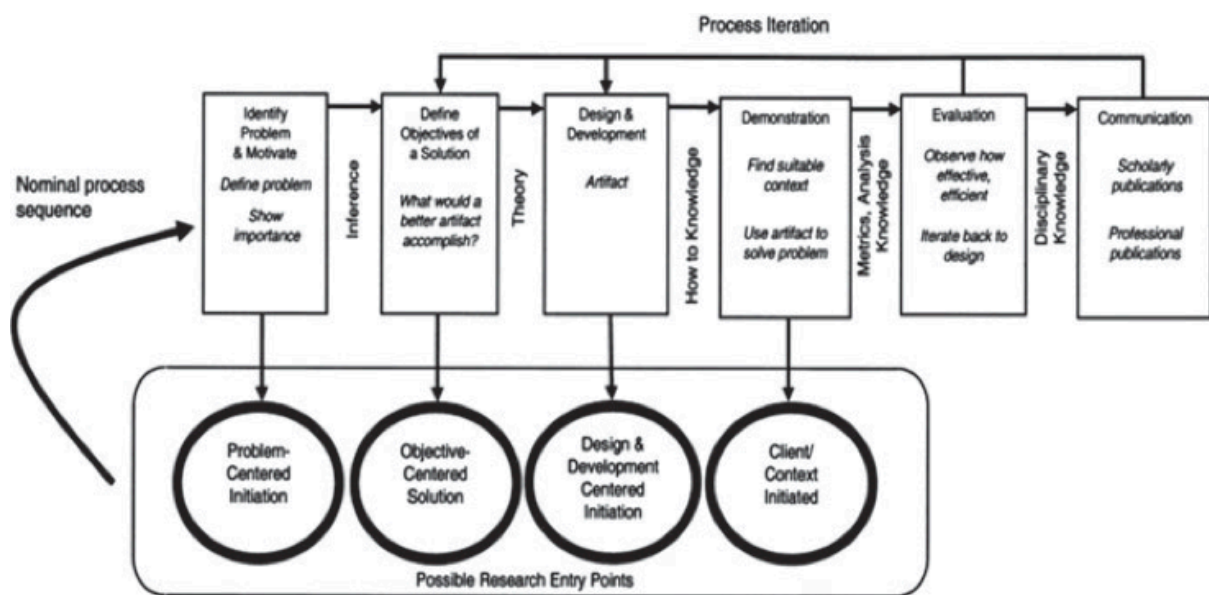 Process Iteration
Nominal process
sequence
Identify
Problem
& Motivate
Define problem
Show
importance
Inference
Define
Objectives of
a Solution
What would a
better artifact
accomplish?
Theory
Design &
Development
Artifact
How to Knowledge
Demonstration
Find suitable
context
Use artifact to
solve problem
Metrics, Analysis
Knowledge
Evaluation
Observe how
effective,
efficient
Iterate back to
design
Disciplinary
Knowledge
Communication
Scholarly
publications
Professional
publications
Problem-
Centered
Initiation
Objective-
Centered
Solution
Design &
Development
Centered
Initiation
Client/
Context
Initiated
Possible Research Entry Points